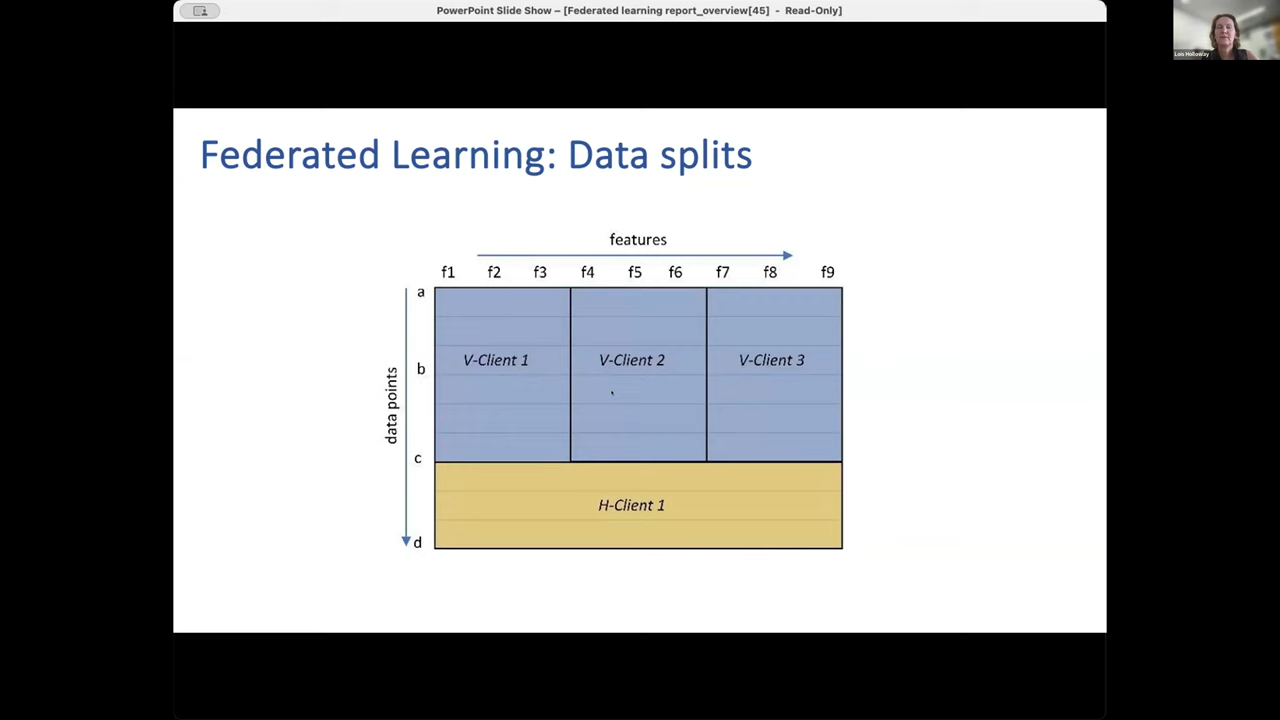 PowerPoint Slide Show – [Federated learning report_overview[45] - Read-Only]
Lois Holloway
Federated Learning: Data splits
features
f1 f2 f3 f4 f5 f6 f7 f8 f9
a
V-Client 1 V-Client 2 V-Client 3
b
data points
c
H-Client 1
d